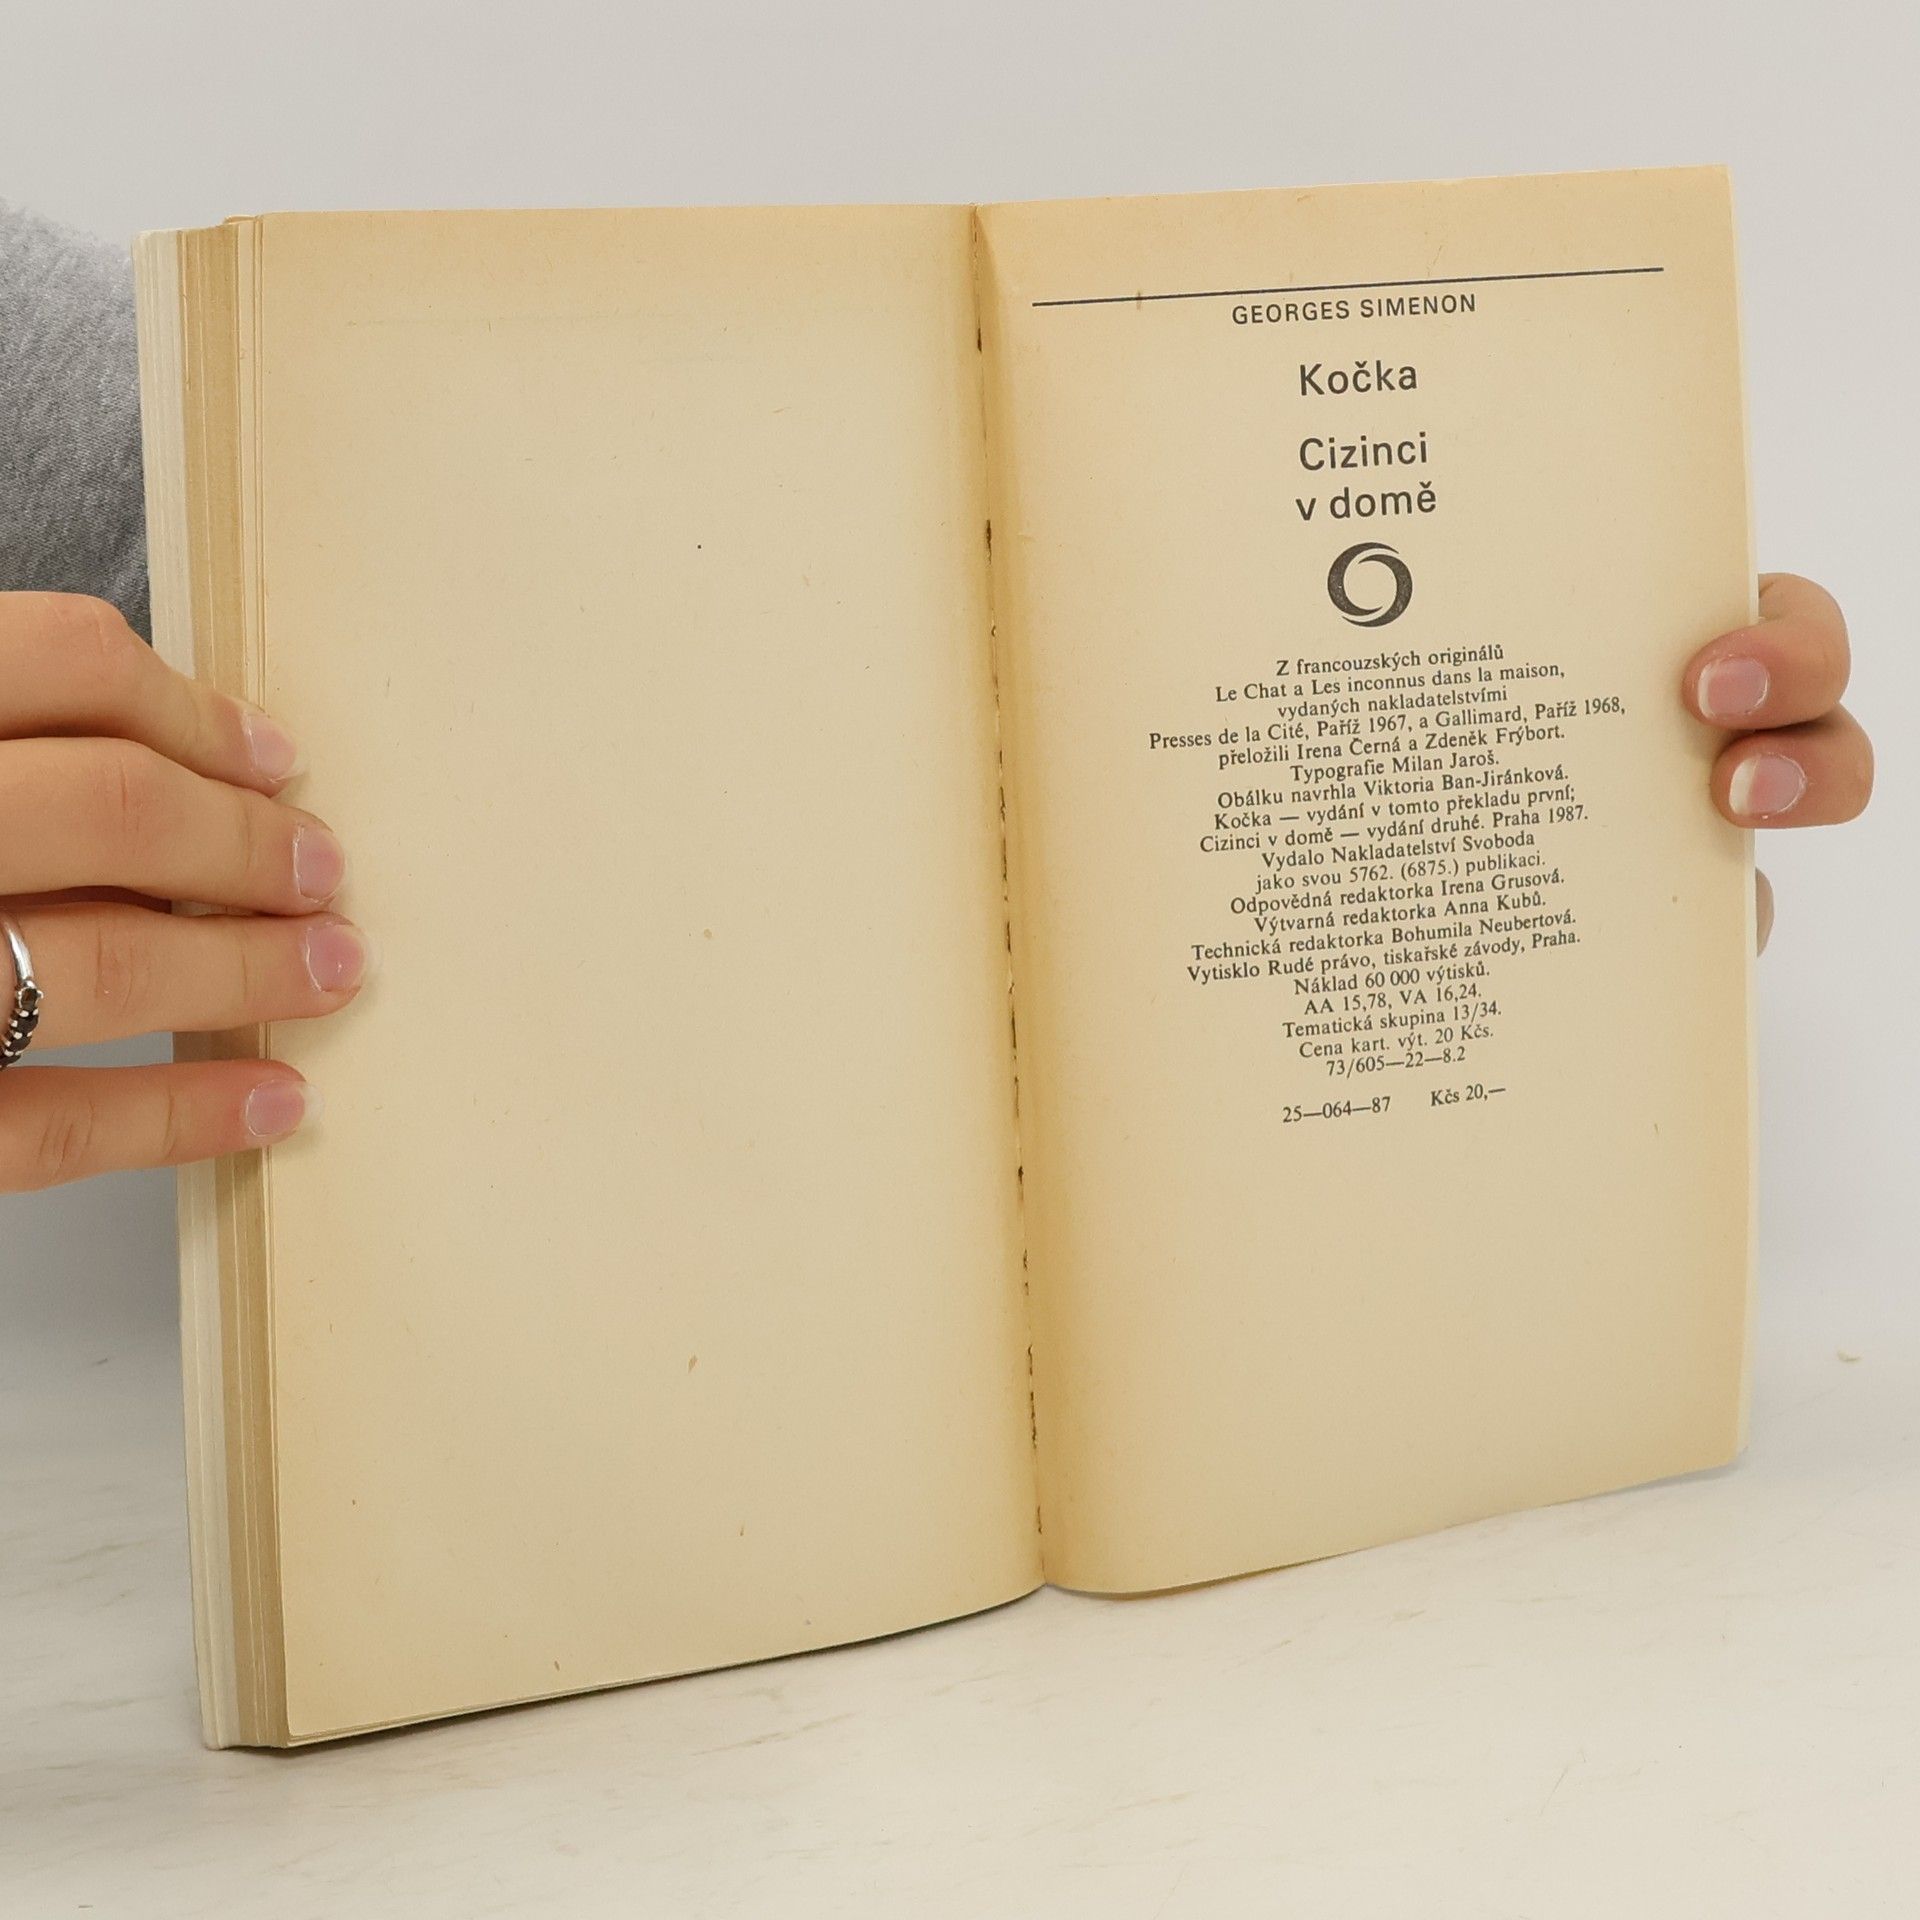 GEORGES SIMENON
Kočka
Cizinci
v domě
Z francouzských originálů
Le Chat a Les inconnus dans la maison,
vydaných nakladatelstvími
Presses de la Cité, Paříž 1967, a Gallimard, Paříž 1968,
přeložili Irena Černá a Zdeněk Frýbort.
Typografie Milan Jaroš.
Obálku navrhla Viktoria Ban-Jiránková.
Kočka — vydání v tomto překladu první;
Cizinci v domě — vydání druhé. Praha 1987.
Vydalo Nakladatelství Svoboda
jako svou 5762. (6875.) publikaci.
Odpovědná redaktorka Irena Grusová.
Výtvarná redaktorka Anna Kubů.
Technická redaktorka Bohumila Neubertová.
Vytisklo Rudé právo, tiskařské závody, Praha.
Náklad 60 000 výtisků.
AA 15,78, VA 16,24.
Tematická skupina 13/34.
Cena kart. výt. 20 Kčs.
73/605—22—8.2
25—064—87 Kčs 20,—